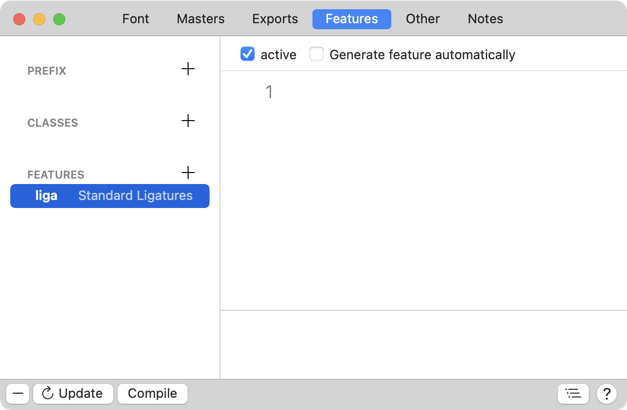 Font Masters Exports Features Other Notes
active Generate feature automatically
PREFIX
1
CLASSES
FEATURES
liga Standard Ligatures
Update Compile ?